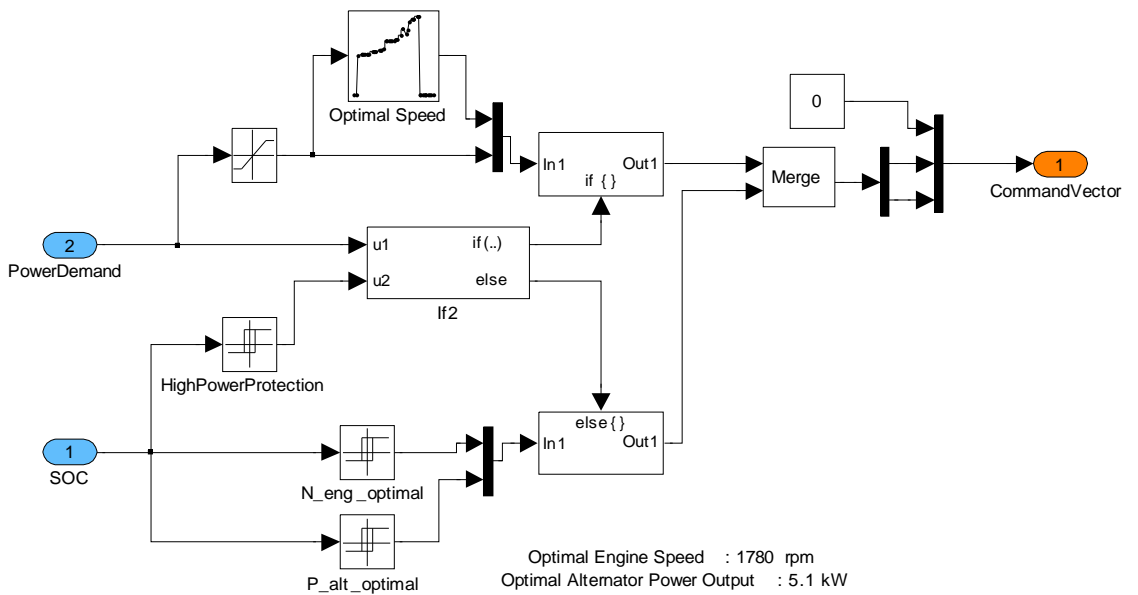 Optimal Speed
0
In1
Out1
if { }
Merge
1
CommandVector
2
PowerDemand
u1
if(..)
u2
else
If2
HighPowerProtection
1
SOC
else { }
In1
Out1
N_eng_optimal
P_alt_optimal
Optimal Engine Speed : 1780 rpm
Optimal Alternator Power Output : 5.1 kW